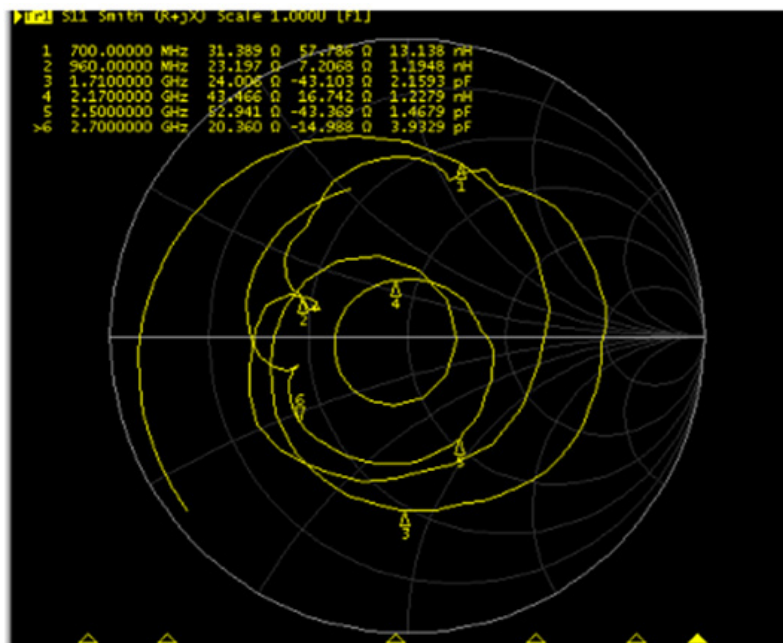 Tr1 S11 Smith (R+jX) Scale 1.000U [F1]
1 700.00000 MHz 31.389 Ω 57.786 Ω 13.138 nH
2 960.00000 MHz 23.197 Ω 7.2068 Ω 1.1948 nH
3 1.7100000 GHz 24.006 Ω -43.103 Ω 2.1593 pF
4 2.1700000 GHz 43.466 Ω 16.742 Ω 1.2279 nH
5 2.5000000 GHz 52.941 Ω -43.369 Ω 1.4679 pF
>6 2.7000000 GHz 20.360 Ω -14.988 Ω 3.9329 pF
1
2
4
6
5
3